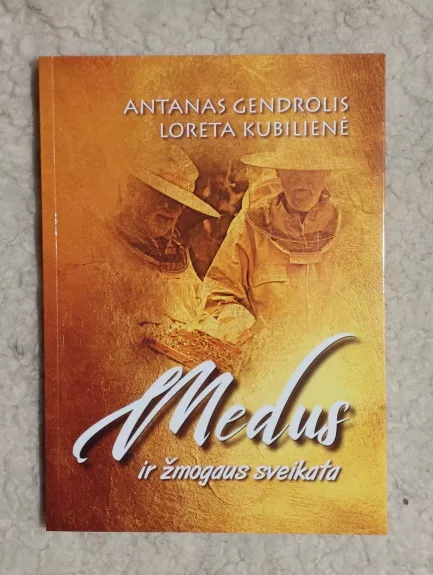 ANTANAS GENDROLIS
LORETA KUBILIENĖ
Medus
ir žmogaus sveikata